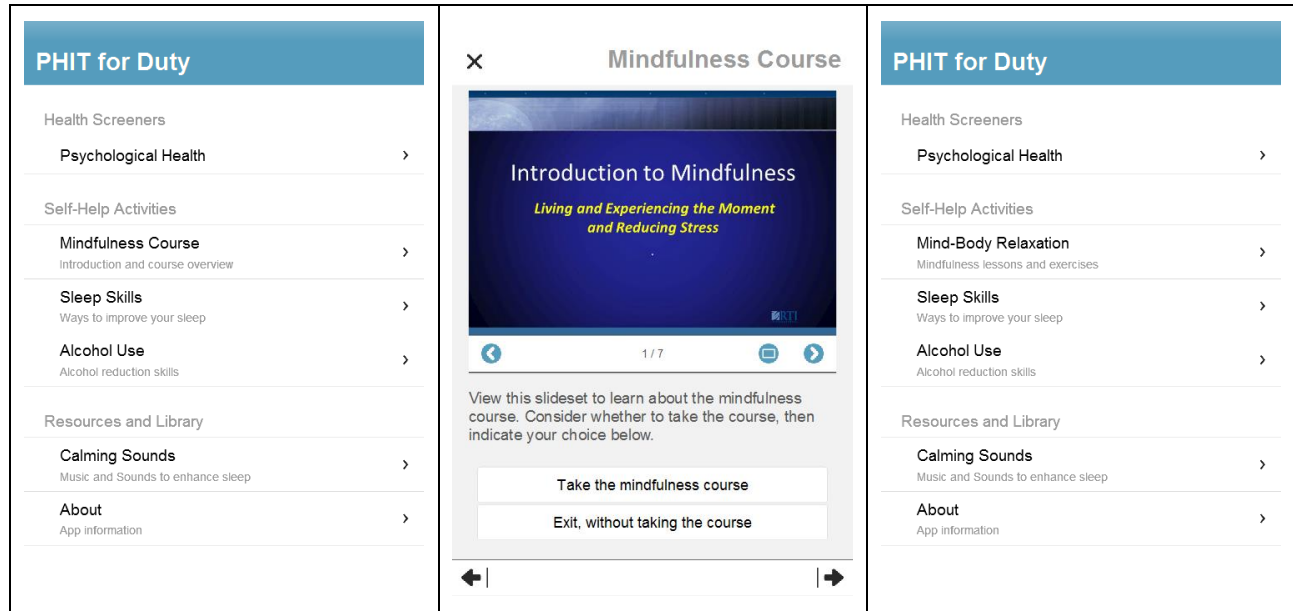 PHIT for Duty
Health Screeners
Psychological Health
Self-Help Activities
Mindfulness Course
Introduction and course overview
Sleep Skills
Ways to improve your sleep
Alcohol Use
Alcohol reduction skills
Resources and Library
Calming Sounds
Music and Sounds to enhance sleep
About
App information
Mindfulness Course
Introduction to Mindfulness
Living and Experiencing the Moment
and Reducing Stress
RTI
1 / 7
View this slideset to learn about the mindfulness
course. Consider whether to take the course, then
indicate your choice below.
Take the mindfulness course
Exit, without taking the course
PHIT for Duty
Health Screeners
Psychological Health
Self-Help Activities
Mind-Body Relaxation
Mindfulness lessons and exercises
Sleep Skills
Ways to improve your sleep
Alcohol Use
Alcohol reduction skills
Resources and Library
Calming Sounds
Music and Sounds to enhance sleep
About
App information